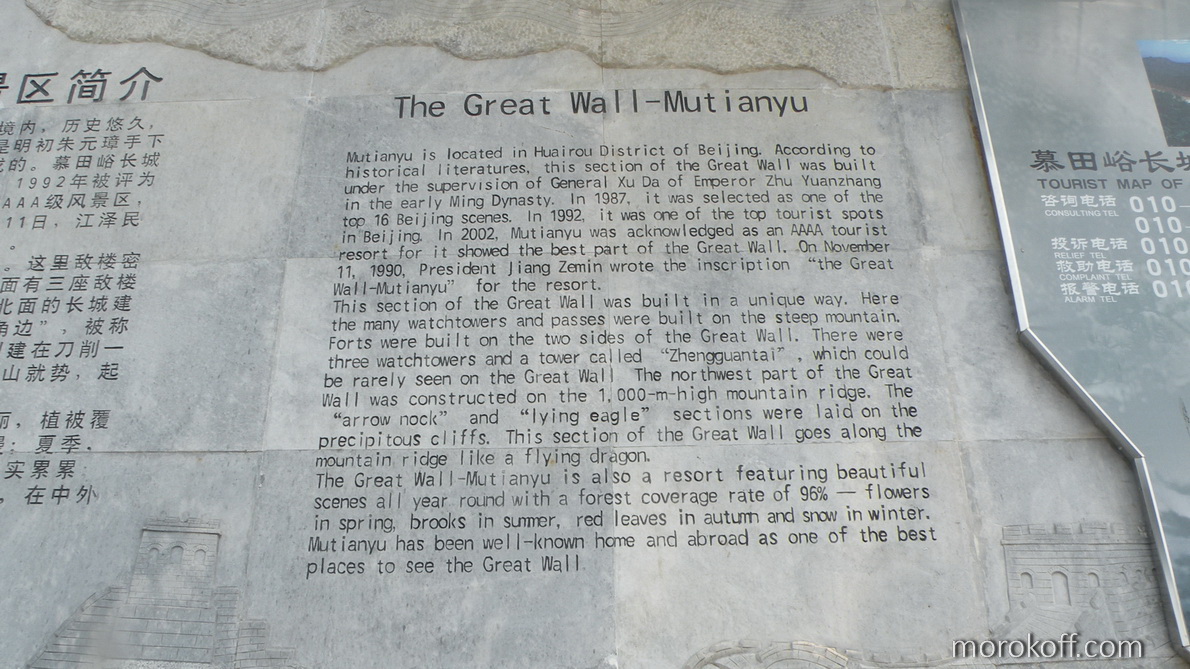 区简介
境内，历史悠久，
是明初朱元璋手下
成的。慕田峪长城
1992年被评为
AAA级风景区，
11日，江泽民
。
。这里敌楼密
面有三座敌楼
北面的长城建
角边”，被称
建在刀削一
山就势，起
丽，植被覆
；夏季，
实累累
，在中外
The Great Wall-Mutianyu
Mutianyu is located in Huairou District of Beijing. According to
historical literatures, this section of the Great Wall was built
under the supervision of General Xu Da of Emperor Zhu Yuanzhang
in the early Ming Dynasty. In 1987, it was selected as one of the
top 16 Beijing scenes. In 1992, it was one of the top tourist spots
in Beijing. In 2002, Mutianyu was acknowledged as an AAAA tourist
resort for it showed the best part of the Great Wall. On November
11, 1990, President Jiang Zemin wrote the inscription “the Great
Wall-Mutianyu” for the resort.
This section of the Great Wall was built in a unique way. Here
the many watchtowers and passes were built on the steep mountain.
Forts were built on the two sides of the Great Wall. There were
three watchtowers and a tower called “Zhengguantai”, which could
be rarely seen on the Great Wall The northwest part of the Great
Wall was constructed on the 1,000-m-high mountain ridge. The
“arrow nock” and “lying eagle” sections were laid on the
precipitous cliffs. This section of the Great Wall goes along the
mountain ridge like a flying dragon.
The Great Wall-Mutianyu is also a resort featuring beautiful
scenes all year round with a forest coverage rate of 96% — flowers
in spring, brooks in summer, red leaves in autumn and snow in winter.
Mutianyu has been well-known home and abroad as one of the best
places to see the Great Wall
慕田峪长城
TOURIST MAP OF
咨询电话 010-
CONSULTING TEL
010-
投诉电话 010
RELIEF TEL
救助电话 010
COMPLAINT TEL
报警电话 010
ALARM TEL
morokoff.com